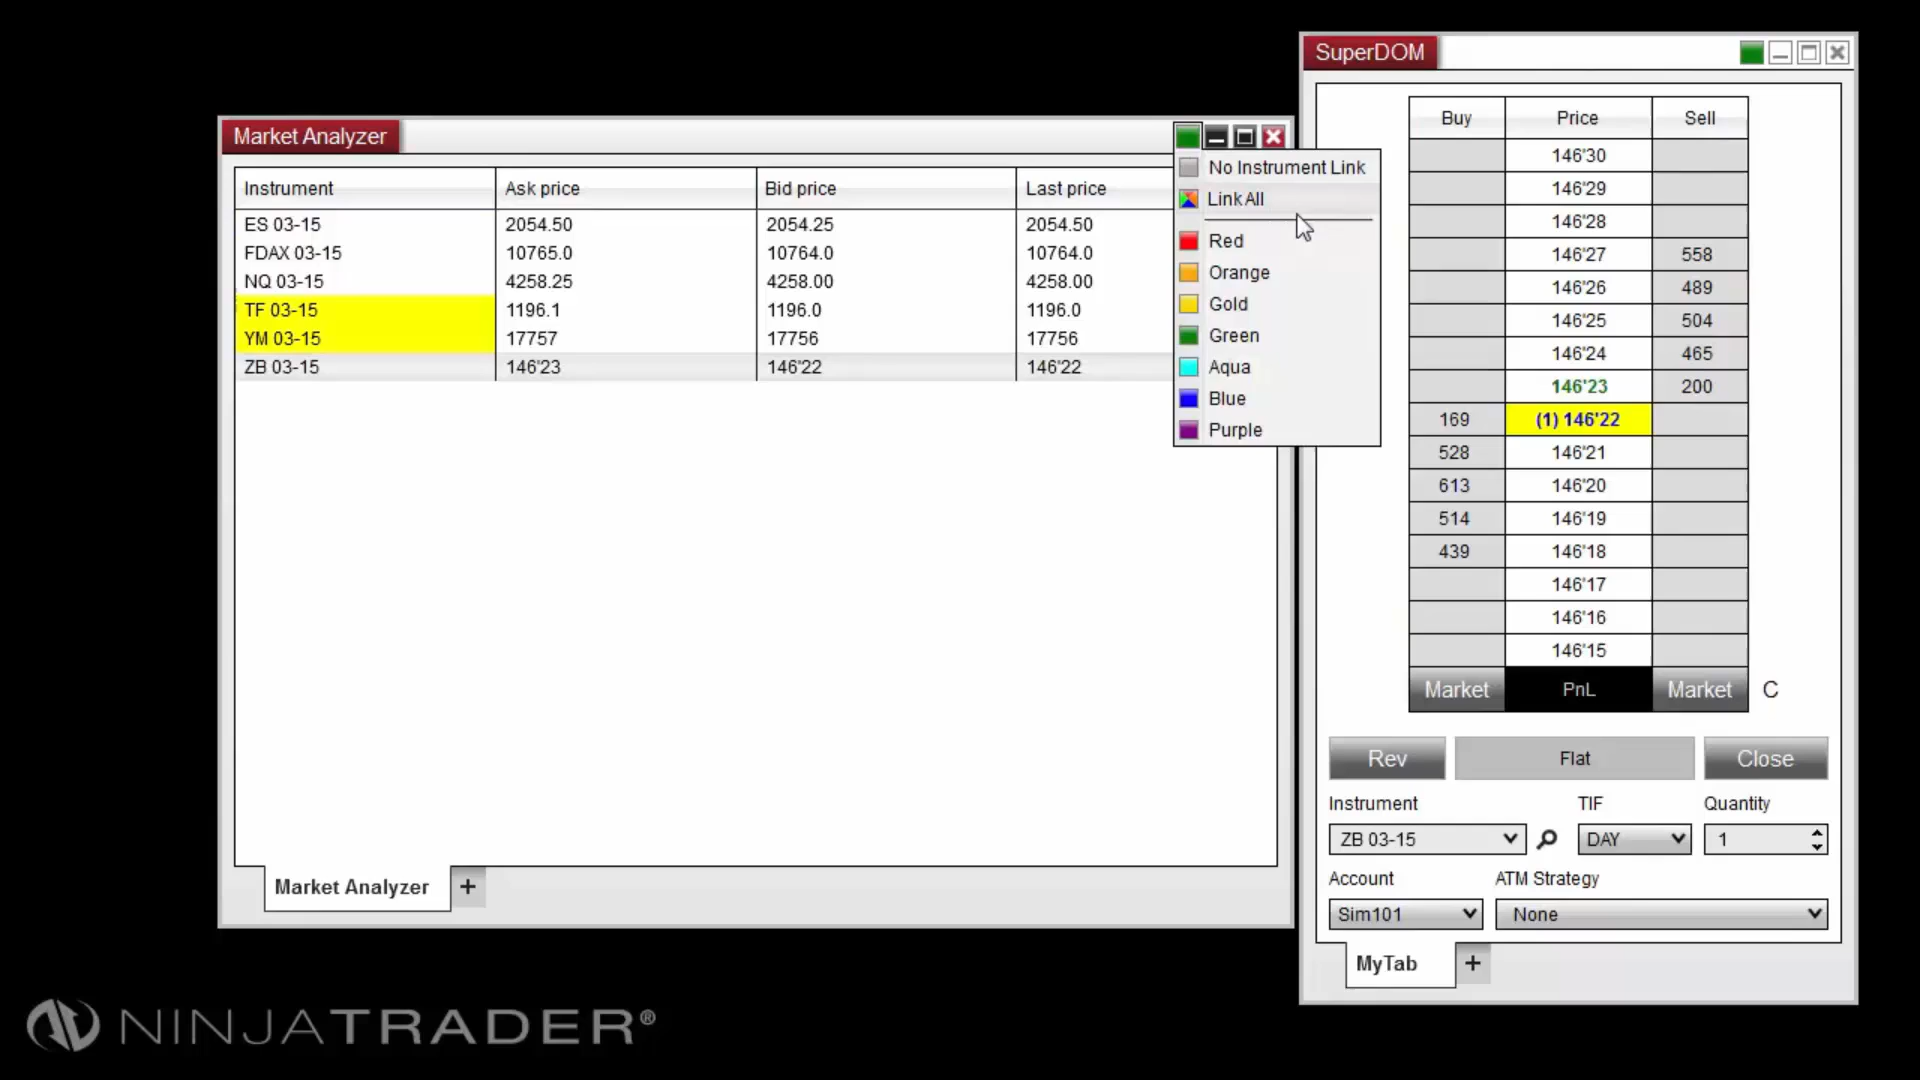 SuperDOM
Market Analyzer
Instrument Ask price Bid price Last price
ES 03-15 2054.50 2054.25 2054.50
FDAX 03-15 10765.0 10764.0 10764.0
NQ 03-15 4258.25 4258.00 4258.00
TF 03-15 1196.1 1196.0 1196.0
YM 03-15 17757 17756 17756
ZB 03-15 146'23 146'22 146'22
No Instrument Link
Link All
Red
Orange
Gold
Green
Aqua
Blue
Purple
Market Analyzer +
Buy Price Sell
146'30
146'29
146'28
146'27 558
146'26 489
146'25 504
146'24 465
146'23 200
169 (1) 146'22
528 146'21
613 146'20
514 146'19
439 146'18
146'17
146'16
146'15
Market PnL Market C
Rev Flat Close
Instrument TIF Quantity
ZB 03-15 DAY 1
Account ATM Strategy
Sim101 None
MyTab +
NINJATRADER®